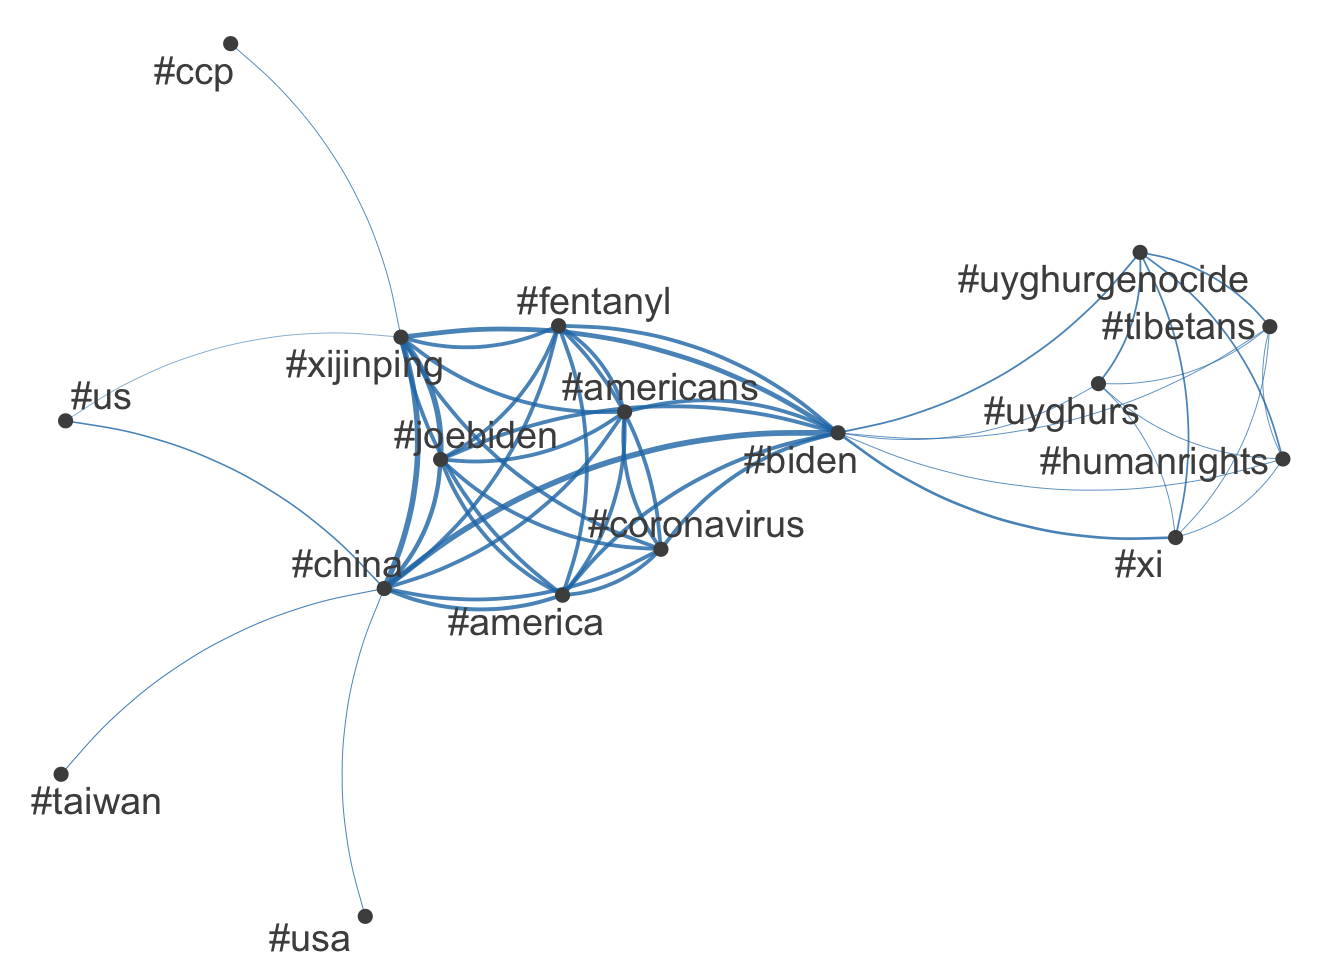 #ccp
#uyghurgenocide
#fentanyl
#tibetans
#xijinping
#americans
#us
#uyghurs
#joebiden
#biden
#humanrights
#coronavirus
#china
#xi
#america
#taiwan
#usa